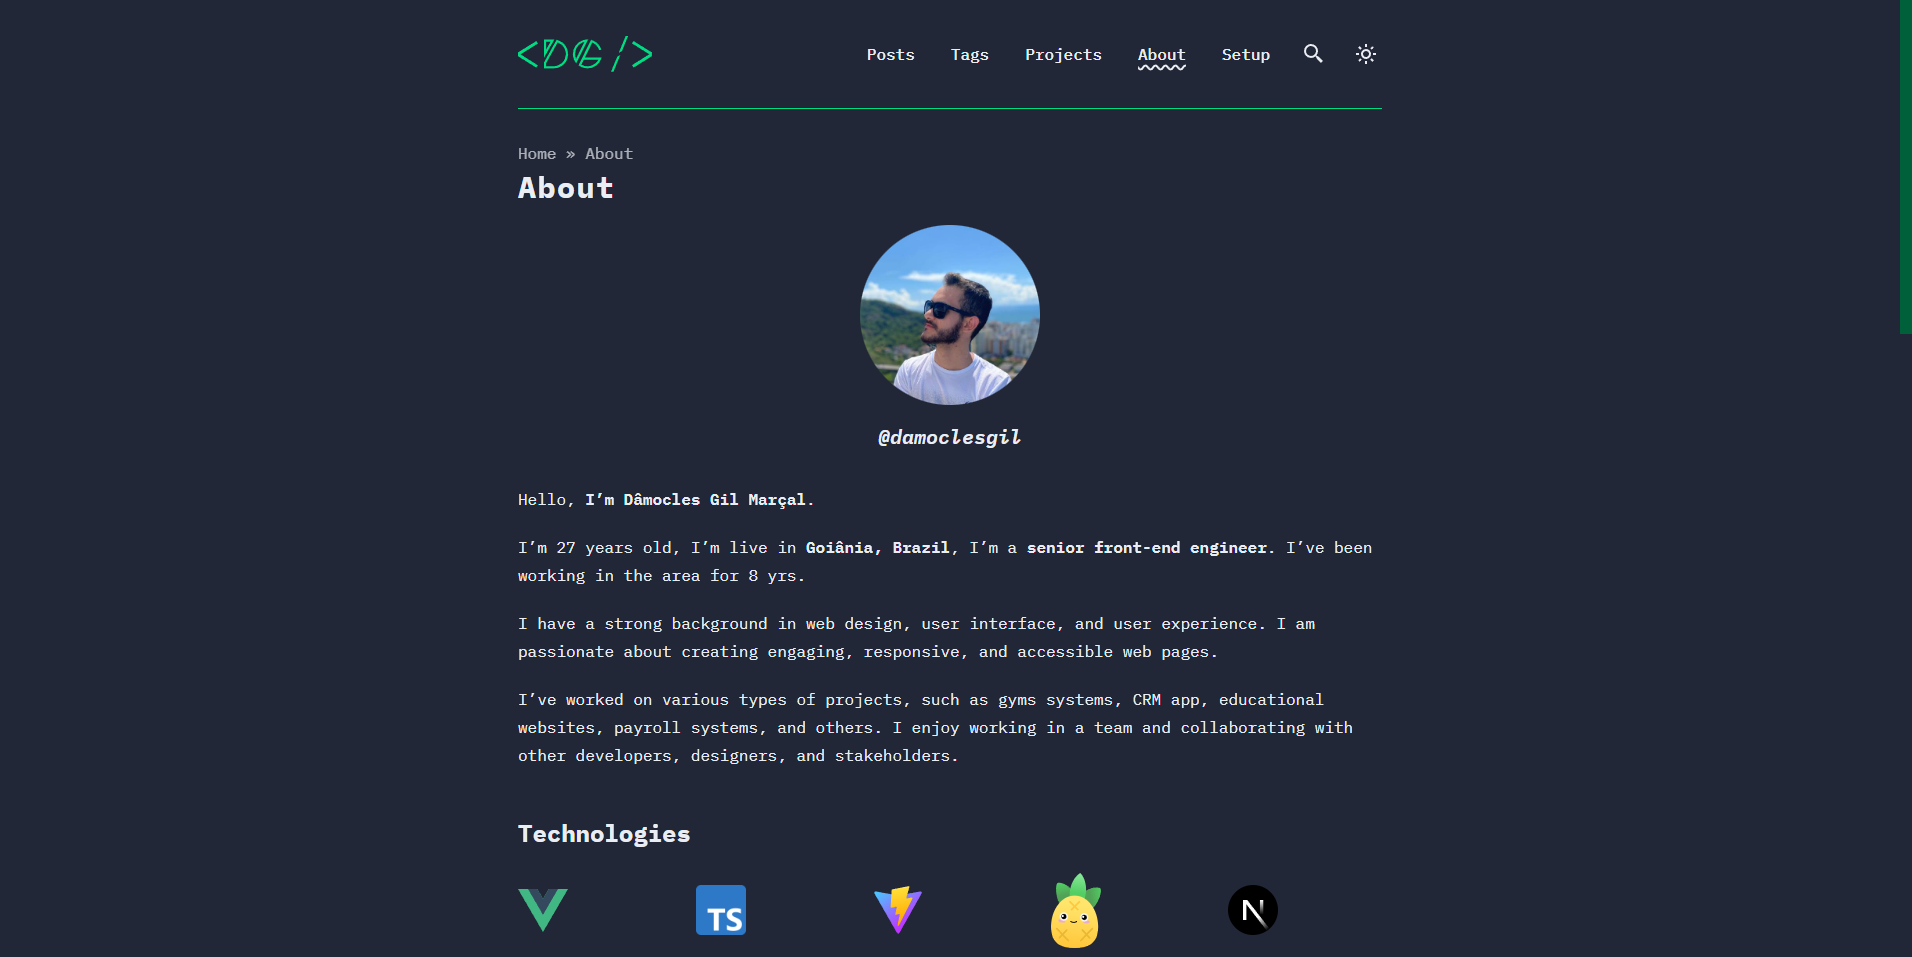 <DG/>
Posts Tags Projects About Setup
Home » About
About
@damoclesgil
Hello, I’m Dâmocles Gil Marçal.
I’m 27 years old, I’m live in Goiânia, Brazil, I’m a senior front-end engineer. I’ve been
working in the area for 8 yrs.
I have a strong background in web design, user interface, and user experience. I am
passionate about creating engaging, responsive, and accessible web pages.
I’ve worked on various types of projects, such as gyms systems, CRM app, educational
websites, payroll systems, and others. I enjoy working in a team and collaborating with
other developers, designers, and stakeholders.
Technologies
TS N